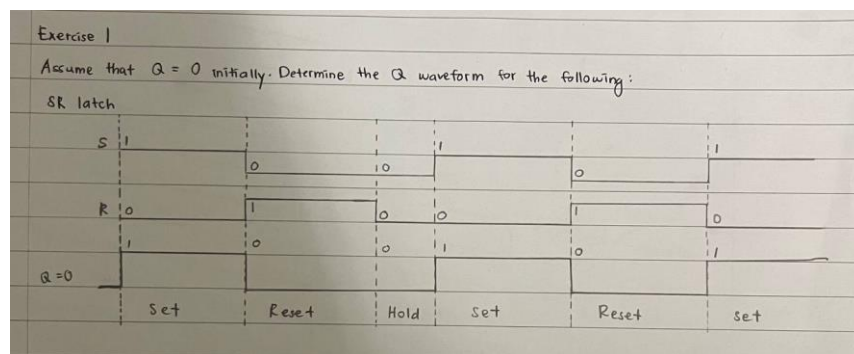 Exercise 1
Assume that Q = 0 initially. Determine the Q waveform for the following:
SR latch
S 1 0 0 1 0 1
R 0 1 0 0 1 0
1 0 0 1 0 1
Q=0
Set Reset Hold Set Reset Set